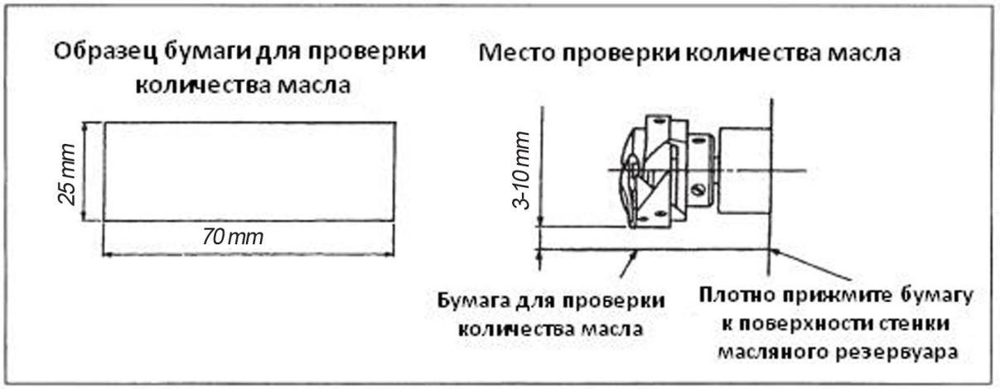 Образец бумаги для проверки
количества масла
25 mm
70 mm
Место проверки количества масла
3-10 mm
Бумага для проверки
количества масла
Плотно прижмите бумагу
к поверхности стенки
масляного резервуара